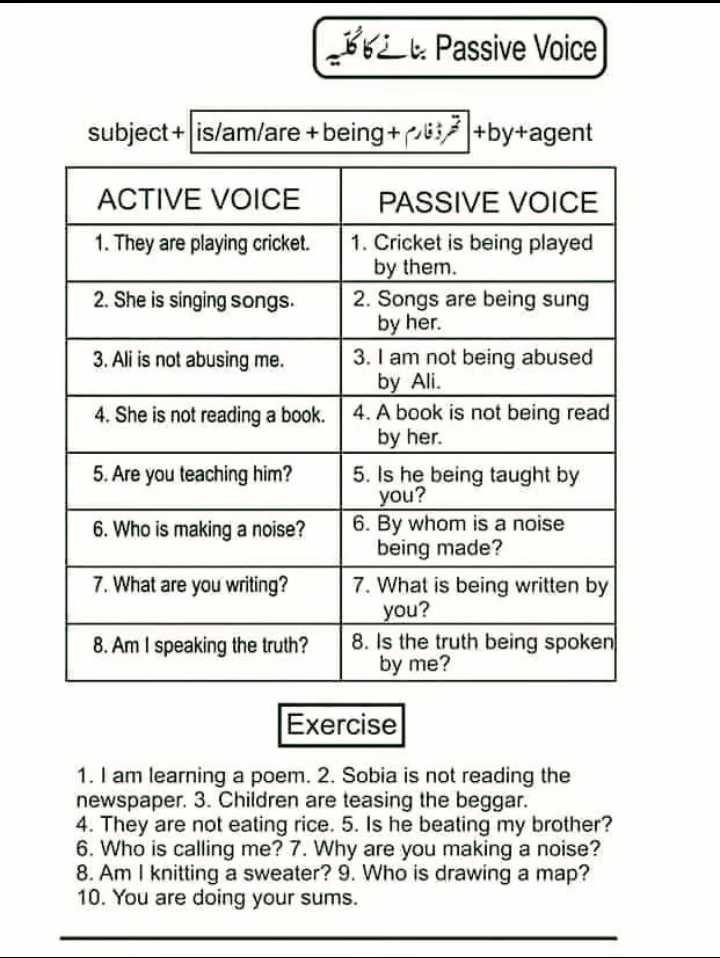 Passive Voice بنانے کا کُلیہ
subject+ is/am/are + being+ تھرڈ فارم +by+agent
ACTIVE VOICE
PASSIVE VOICE
1. They are playing cricket.
1. Cricket is being played
by them.
2. She is singing songs.
2. Songs are being sung
by her.
3. Ali is not abusing me.
3. I am not being abused
by Ali.
4. She is not reading a book.
4. A book is not being read
by her.
5. Are you teaching him?
5. Is he being taught by
you?
6. Who is making a noise?
6. By whom is a noise
being made?
7. What are you writing?
7. What is being written by
you?
8. Am I speaking the truth?
8. Is the truth being spoken
by me?
Exercise
1. I am learning a poem. 2. Sobia is not reading the
newspaper. 3. Children are teasing the beggar.
4. They are not eating rice. 5. Is he beating my brother?
6. Who is calling me? 7. Why are you making a noise?
8. Am I knitting a sweater? 9. Who is drawing a map?
10. You are doing your sums.